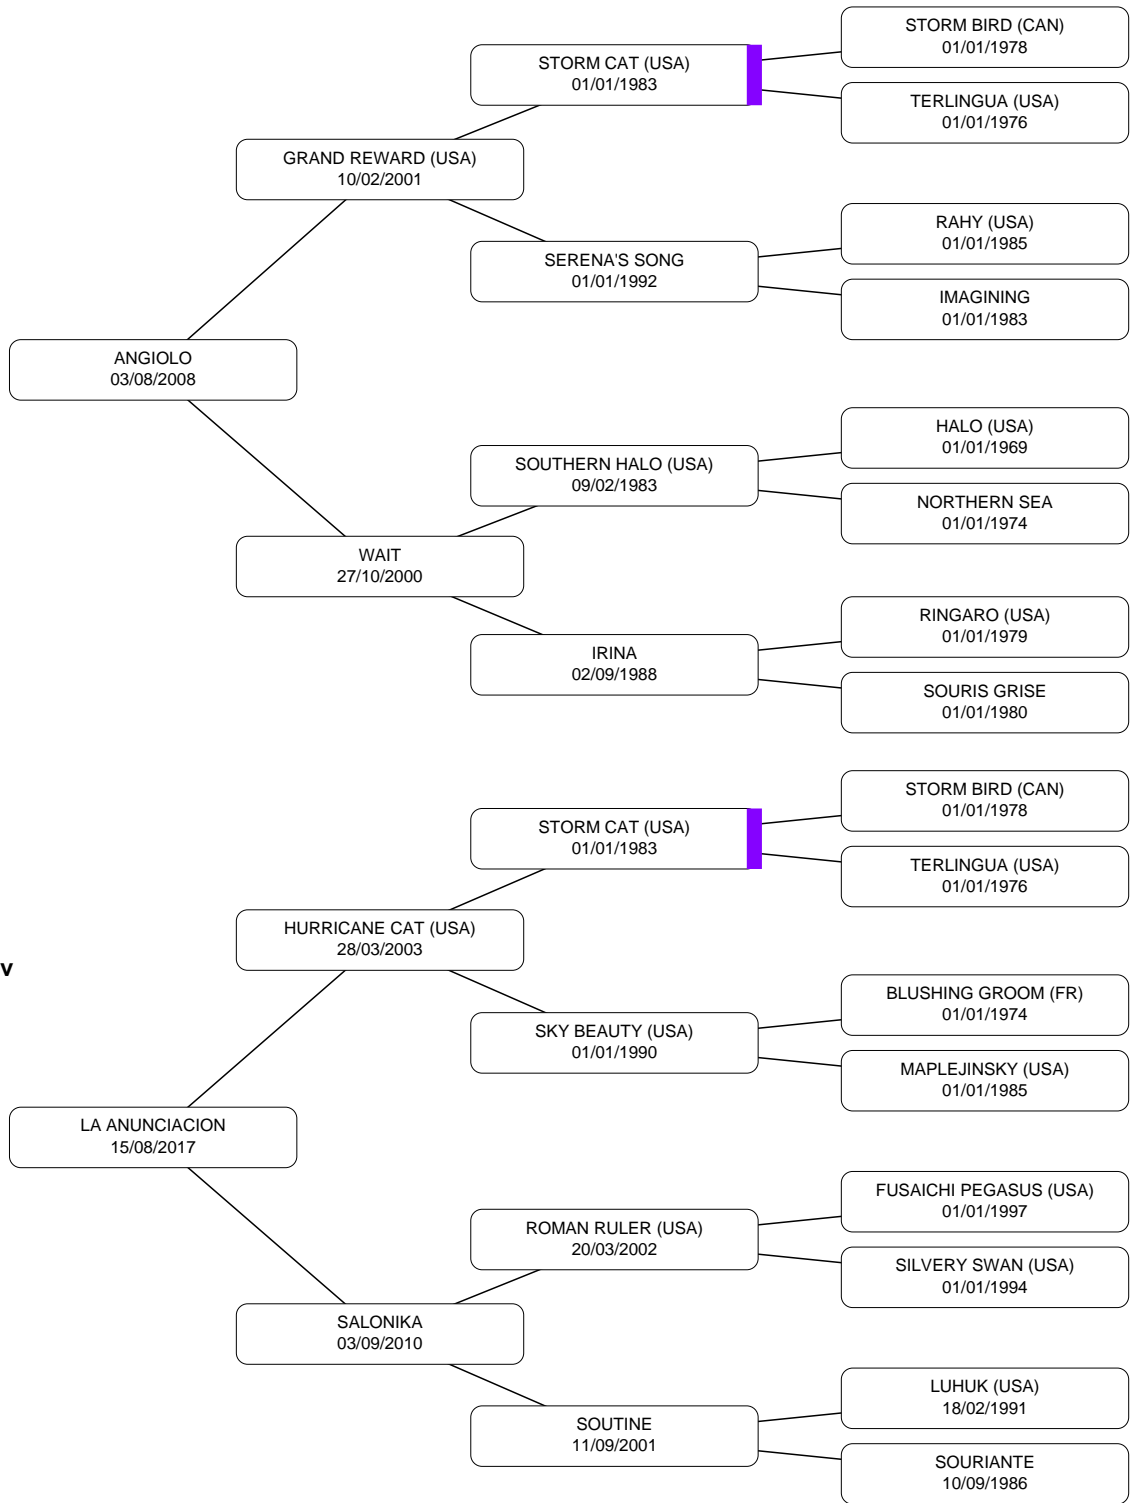 STORM BIRD (CAN)
01/01/1978
STORM CAT (USA)
01/01/1983
TERLINGUA (USA)
01/01/1976
GRAND REWARD (USA)
10/02/2001
RAHY (USA)
01/01/1985
SERENA'S SONG
01/01/1992
IMAGINING
01/01/1983
ANGIOLO
03/08/2008
HALO (USA)
01/01/1969
SOUTHERN HALO (USA)
09/02/1983
NORTHERN SEA
01/01/1974
WAIT
27/10/2000
RINGARO (USA)
01/01/1979
IRINA
02/09/1988
SOURIS GRISE
01/01/1980
STORM BIRD (CAN)
01/01/1978
STORM CAT (USA)
01/01/1983
TERLINGUA (USA)
01/01/1976
HURRICANE CAT (USA)
28/03/2003
v
BLUSHING GROOM (FR)
01/01/1974
SKY BEAUTY (USA)
01/01/1990
MAPLEJINSKY (USA)
01/01/1985
LA ANUNCIACION
15/08/2017
FUSAICHI PEGASUS (USA)
01/01/1997
ROMAN RULER (USA)
20/03/2002
SILVERY SWAN (USA)
01/01/1994
SALONIKA
03/09/2010
LUHUK (USA)
18/02/1991
SOUTINE
11/09/2001
SOURIANTE
10/09/1986